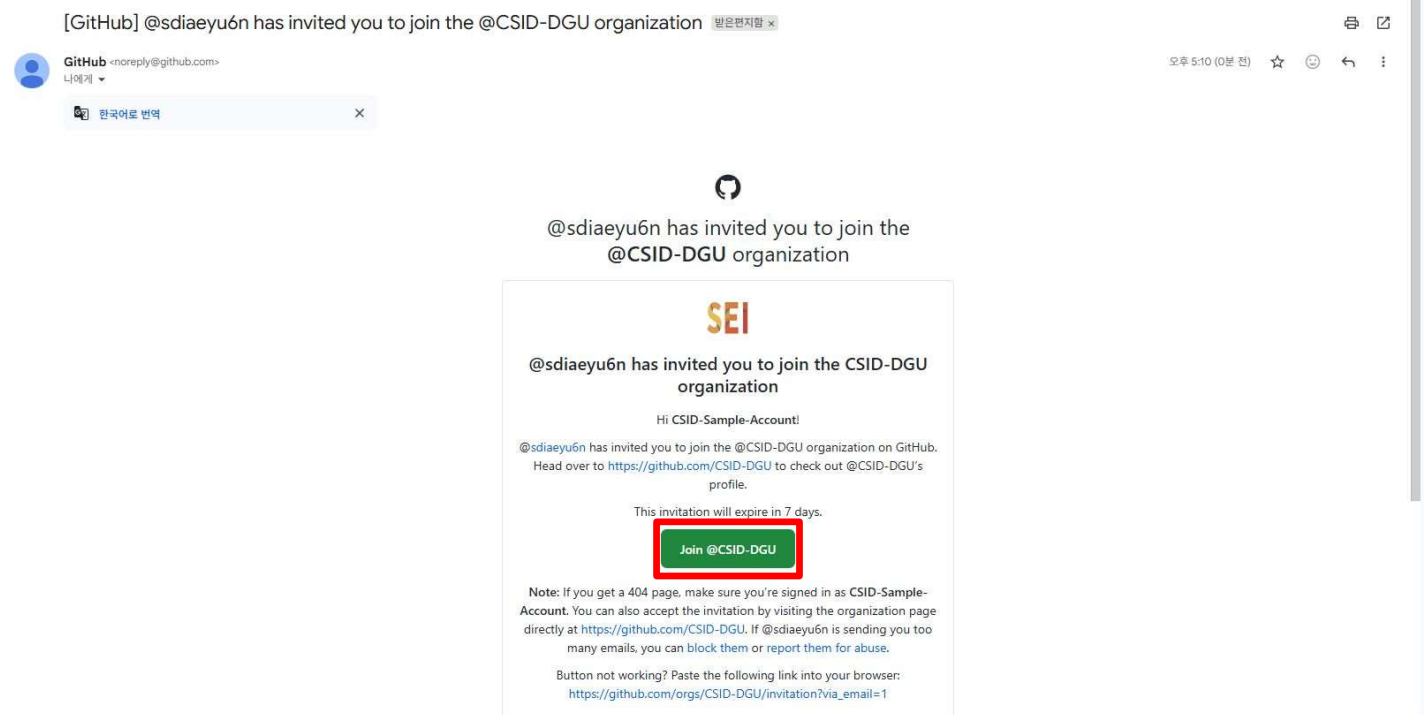 [GitHub] @sdiaeyu6n has invited you to join the @CSID-DGU organization 받은편지함 ×
GitHub <noreply@github.com>
오후 5:10 (0분 전)
나에게
한국어로 번역
@sdiaeyu6n has invited you to join the
@CSID-DGU organization
SEI
@sdiaeyu6n has invited you to join the CSID-DGU
organization
Hi CSID-Sample-Account!
@sdiaeyu6n has invited you to join the @CSID-DGU organization on GitHub.
Head over to https://github.com/CSID-DGU to check out @CSID-DGU's
profile.
This invitation will expire in 7 days.
Join @CSID-DGU
Note: If you get a 404 page, make sure you're signed in as CSID-Sample-
Account. You can also accept the invitation by visiting the organization page
directly at https://github.com/CSID-DGU. If @sdiaeyu6n is sending you too
many emails, you can block them or report them for abuse.
Button not working? Paste the following link into your browser:
https://github.com/orgs/CSID-DGU/invitation?via_email=1